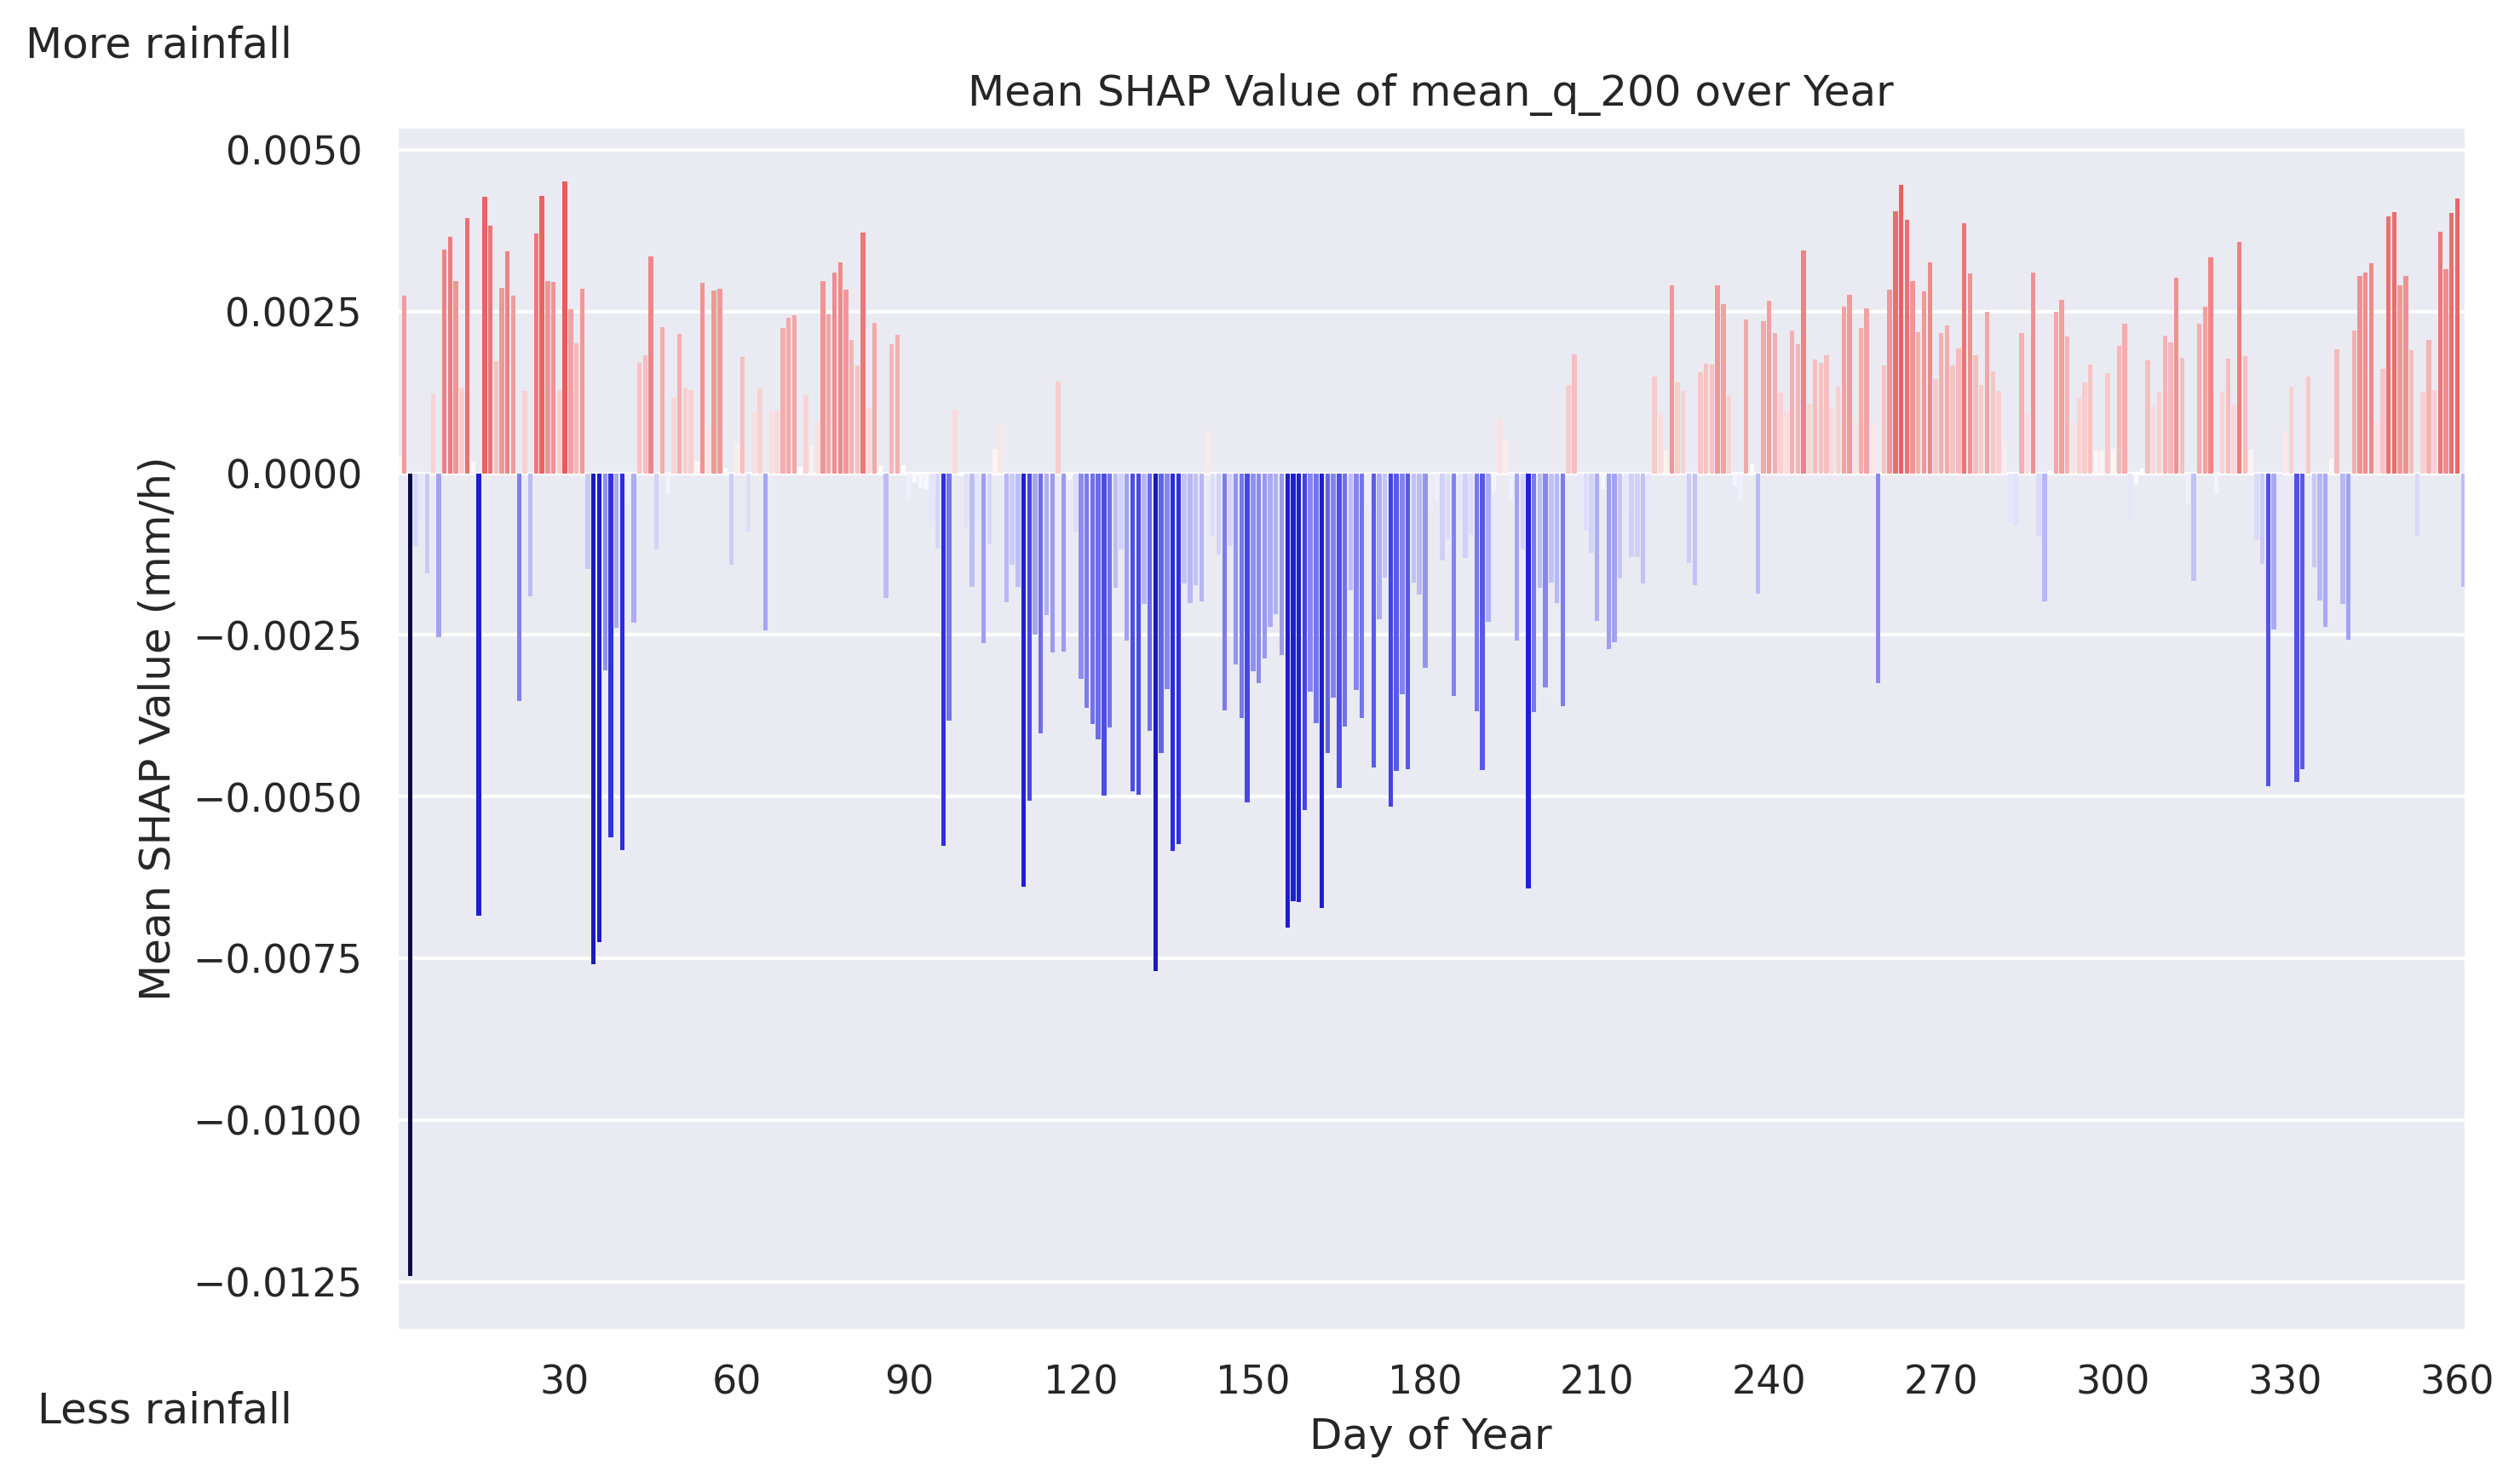 More rainfall
Mean SHAP Value of mean_q_200 over Year
0.0050
0.0025
0.0000
−0.0025
−0.0050
−0.0075
−0.0100
−0.0125
Mean SHAP Value (mm/h)
30 60 90 120 150 180 210 240 270 300 330 360
Less rainfall
Day of Year